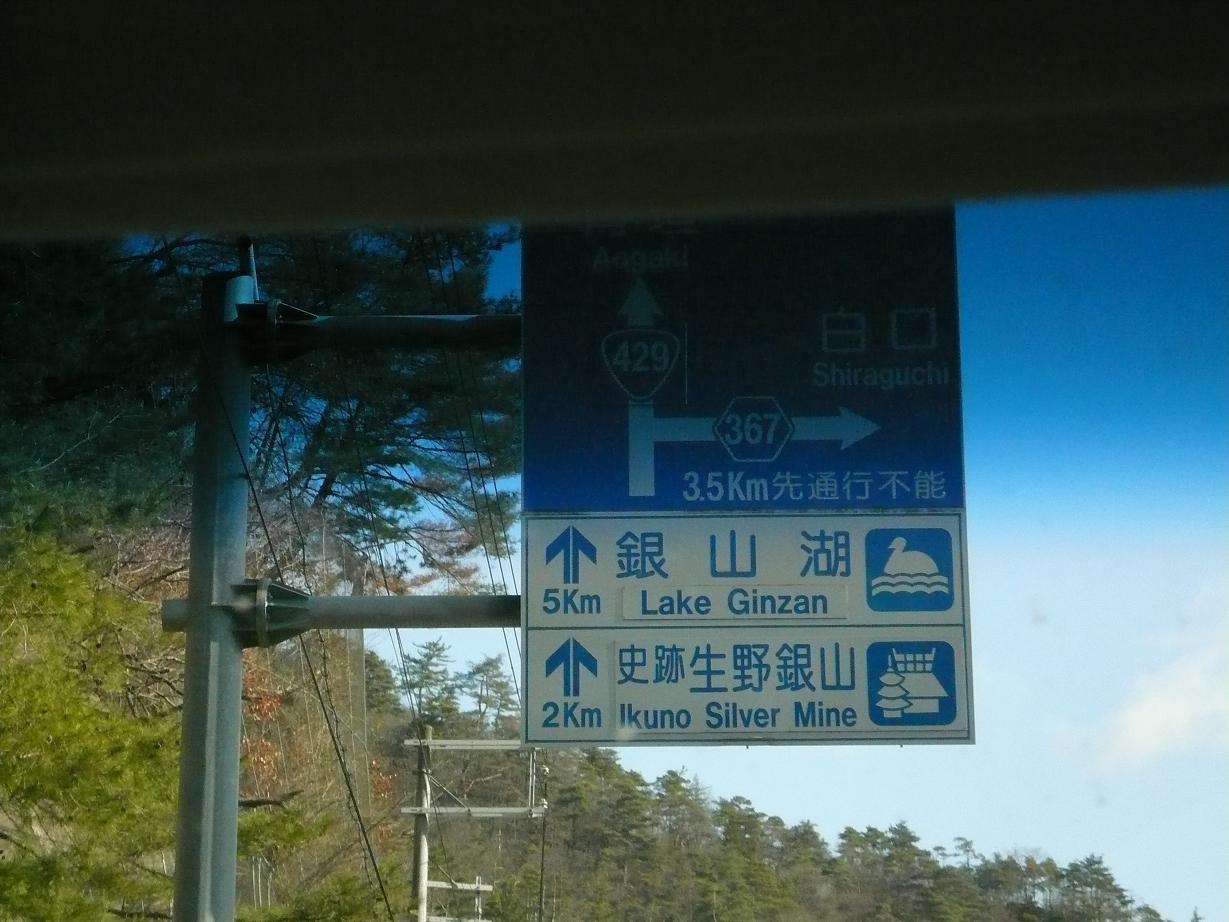 Aogaki
429
白口
Shiraguchi
367
3.5Km先通行不能
銀山湖
5Km Lake Ginzan
史跡生野銀山
2Km Ikuno Silver Mine